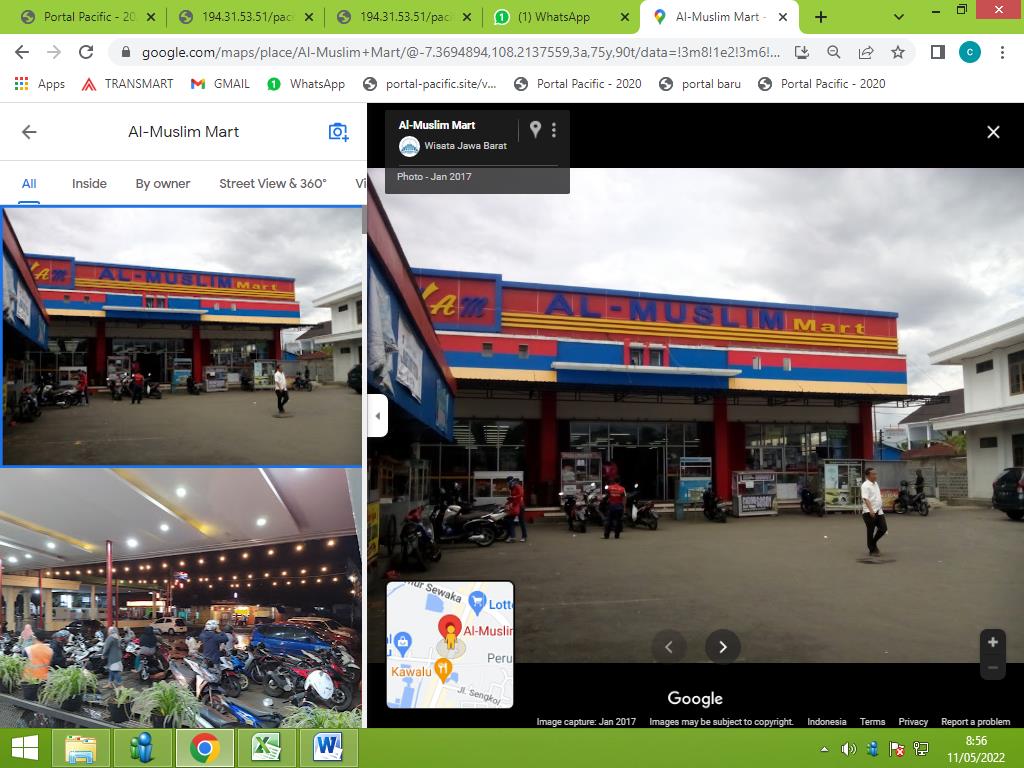 Portal Pacific - 20
194.31.53.51/paci
194.31.53.51/paci
(1) WhatsApp
Al-Muslim Mart -
google.com/maps/place/Al-Muslim+Mart/@-7.3694894,108.2137559,3a,75y,90t/data=!3m8!1e2!3m6!...
c
Apps
TRANSMART
GMAIL
WhatsApp
portal-pacific.site/v...
Portal Pacific - 2020
portal baru
Portal Pacific - 2020
Al-Muslim Mart
All
Inside
By owner
Street View & 360°
Vi
Al-Muslim Mart
Wisata Jawa Barat
Photo - Jan 2017
AM
AL-MUSLIM Mart
AM
AL-MUSLIM Mart
mur Sewaka
Lotte
Al-Muslim
Peru
Kawalu
Jl. Sengkol
Google
Image capture: Jan 2017
Images may be subject to copyright.
Indonesia
Terms
Privacy
Report a problem
8:56
11/05/2022